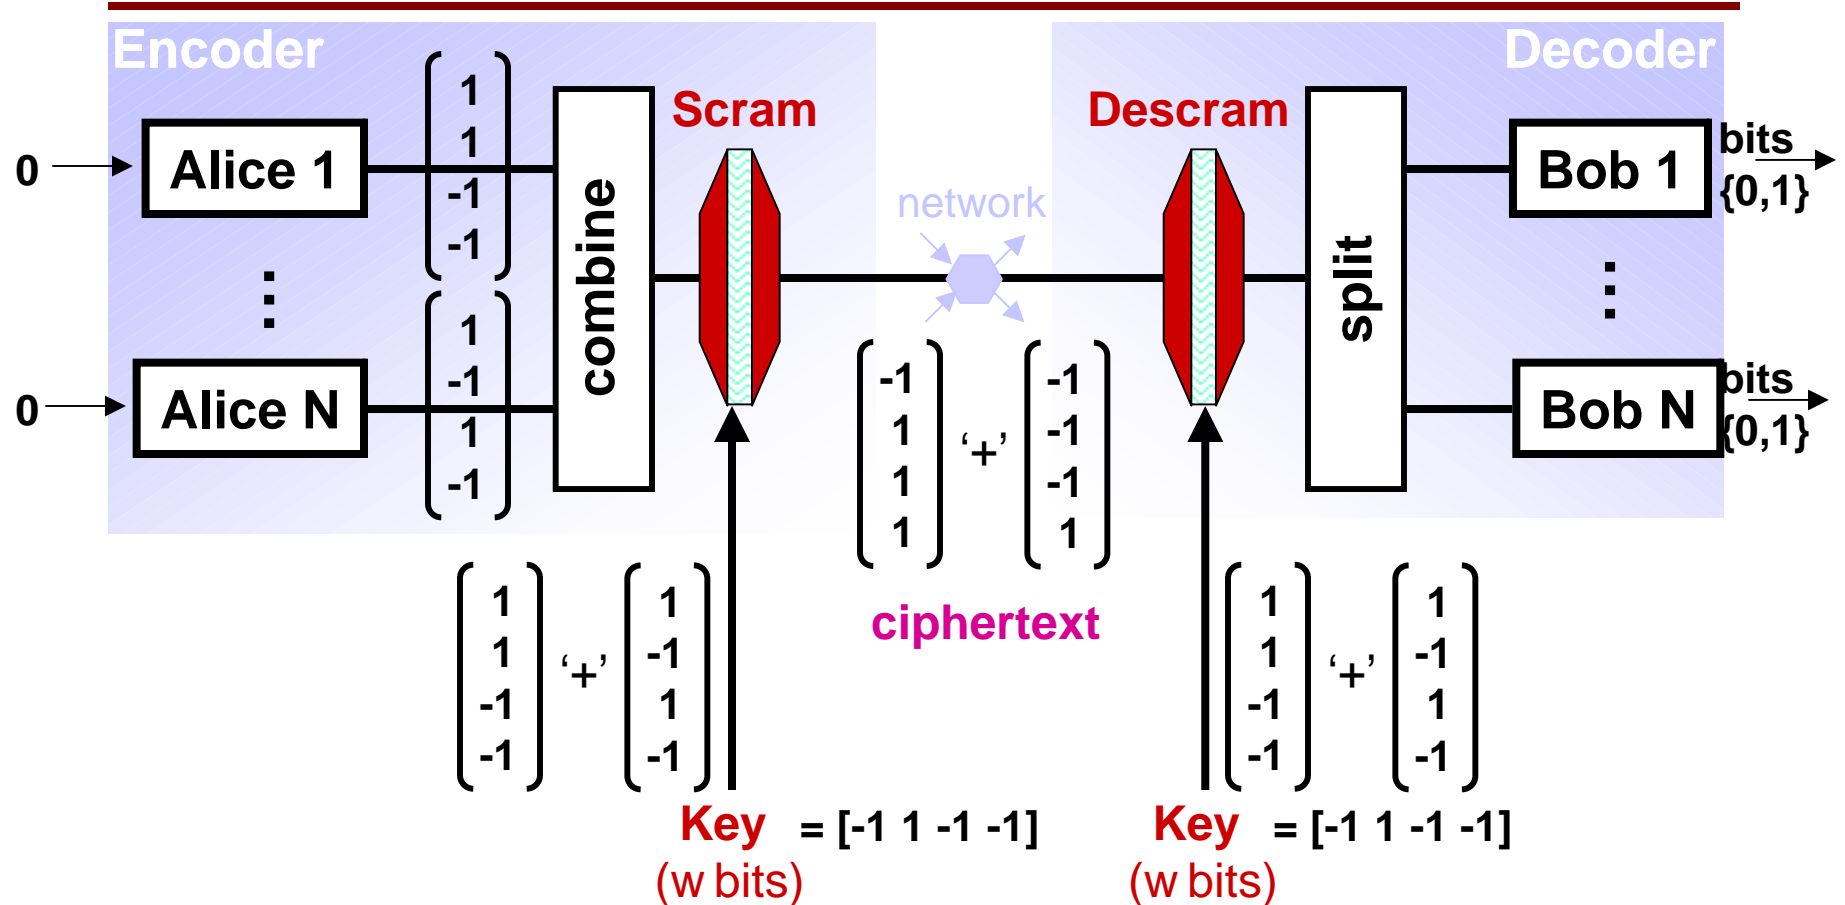 Encoder
Decoder
1
1
-1
-1
Scram
Descram
0
Alice 1
combine
network
split
Bob 1
bits
{0,1}
⋮
⋮
1
-1
1
-1
0
Alice N
Bob N
bits
{0,1}
-1
1
1
1
‘+’
-1
-1
-1
1
ciphertext
1
1
-1
-1
‘+’
1
-1
1
-1
1
1
-1
-1
‘+’
1
-1
1
-1
Key = [-1 1 -1 -1]
(w bits)
Key = [-1 1 -1 -1]
(w bits)